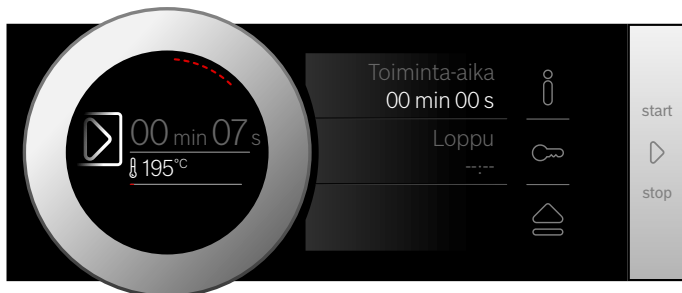 00 min 07 s
195°C
Toiminta-aika
00 min 00 s
Loppu
--:--
start
stop